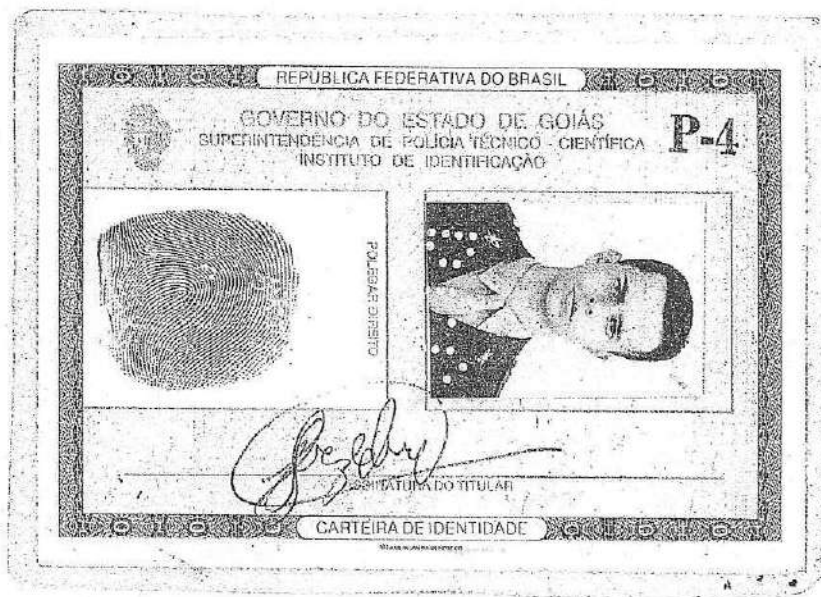 REPÚBLICA FEDERATIVA DO BRASIL
GOVERNO DO ESTADO DE GOIÁS
SUPERINTENDÊNCIA DE POLÍCIA TÉCNICO - CIENTÍFICA
INSTITUTO DE IDENTIFICAÇÃO
P-4
POLEGAR DIREITO
ASSINATURA DO TITULAR
CARTEIRA DE IDENTIDADE